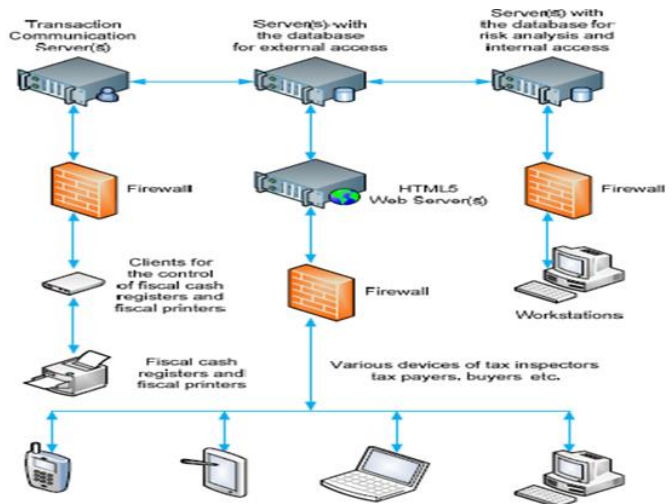 Transaction
Communication
Server(s)
Server(s) with
the database
for external access
Server(s) with
the database for
risk analysis and
internal access
Firewall
HTML5
Web Server(s)
Firewall
Clients for
the control
of fiscal cash
registers and
fiscal printers
Firewall
Workstations
Fiscal cash
registers and
fiscal printers
Various devices of tax inspectors
tax payers, buyers etc.